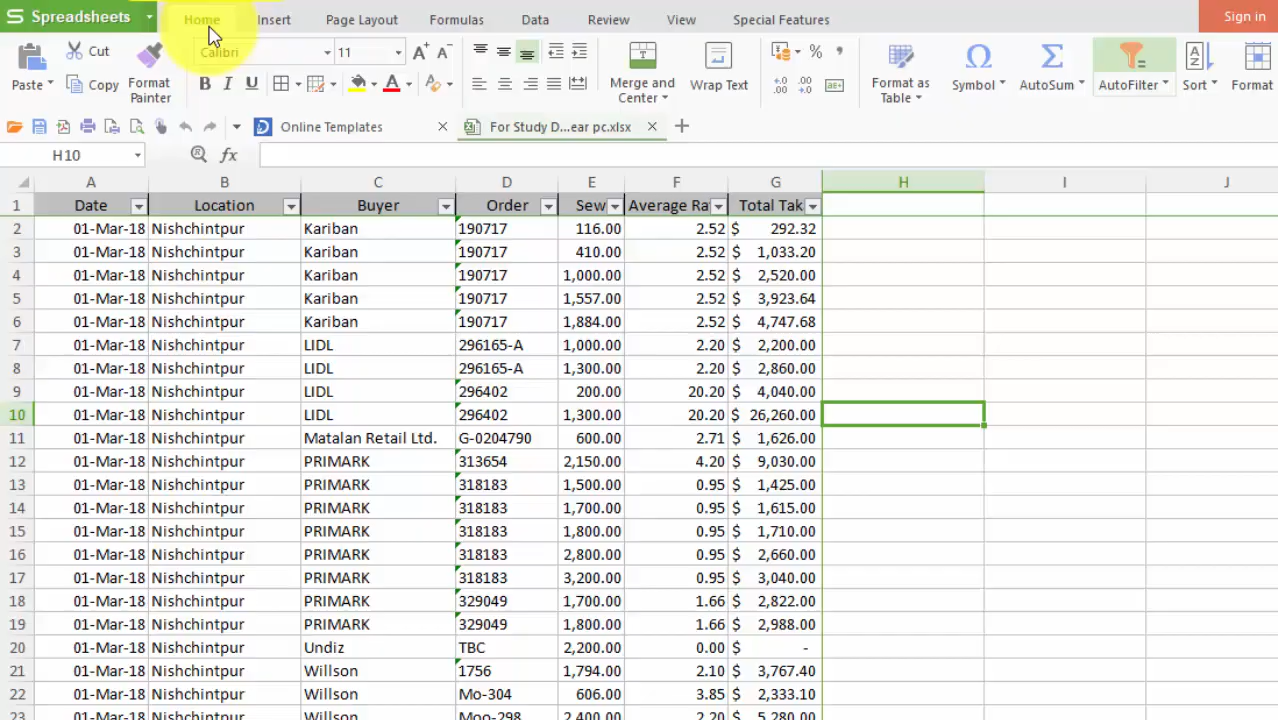 S Spreadsheets Home Insert Page Layout Formulas Data Review View Special Features Sign in
Paste Cut Copy Format Painter Calibri 11 A+ A- B I U A Merge and Center Wrap Text % Format as Table Symbol AutoSum AutoFilter Sort Format
Online Templates For Study D...ear pc.xlsx
H10 fx
A B C D E F G H I J
1 Date Location Buyer Order Sew Average Ra Total Tak
2 01-Mar-18 Nishchintpur Kariban 190717 116.00 2.52 $ 292.32
3 01-Mar-18 Nishchintpur Kariban 190717 410.00 2.52 $ 1,033.20
4 01-Mar-18 Nishchintpur Kariban 190717 1,000.00 2.52 $ 2,520.00
5 01-Mar-18 Nishchintpur Kariban 190717 1,557.00 2.52 $ 3,923.64
6 01-Mar-18 Nishchintpur Kariban 190717 1,884.00 2.52 $ 4,747.68
7 01-Mar-18 Nishchintpur LIDL 296165-A 1,000.00 2.20 $ 2,200.00
8 01-Mar-18 Nishchintpur LIDL 296165-A 1,300.00 2.20 $ 2,860.00
9 01-Mar-18 Nishchintpur LIDL 296402 200.00 20.20 $ 4,040.00
10 01-Mar-18 Nishchintpur LIDL 296402 1,300.00 20.20 $ 26,260.00
11 01-Mar-18 Nishchintpur Matalan Retail Ltd. G-0204790 600.00 2.71 $ 1,626.00
12 01-Mar-18 Nishchintpur PRIMARK 313654 2,150.00 4.20 $ 9,030.00
13 01-Mar-18 Nishchintpur PRIMARK 318183 1,500.00 0.95 $ 1,425.00
14 01-Mar-18 Nishchintpur PRIMARK 318183 1,700.00 0.95 $ 1,615.00
15 01-Mar-18 Nishchintpur PRIMARK 318183 1,800.00 0.95 $ 1,710.00
16 01-Mar-18 Nishchintpur PRIMARK 318183 2,800.00 0.95 $ 2,660.00
17 01-Mar-18 Nishchintpur PRIMARK 318183 3,200.00 0.95 $ 3,040.00
18 01-Mar-18 Nishchintpur PRIMARK 329049 1,700.00 1.66 $ 2,822.00
19 01-Mar-18 Nishchintpur PRIMARK 329049 1,800.00 1.66 $ 2,988.00
20 01-Mar-18 Nishchintpur Undiz TBC 2,200.00 0.00 $ -
21 01-Mar-18 Nishchintpur Willson 1756 1,794.00 2.10 $ 3,767.40
22 01-Mar-18 Nishchintpur Willson Mo-304 606.00 3.85 $ 2,333.10
23 01-Mar-18 Nishchintpur Willson Moo-298 2,400.00 2.20 $ 5,280.00